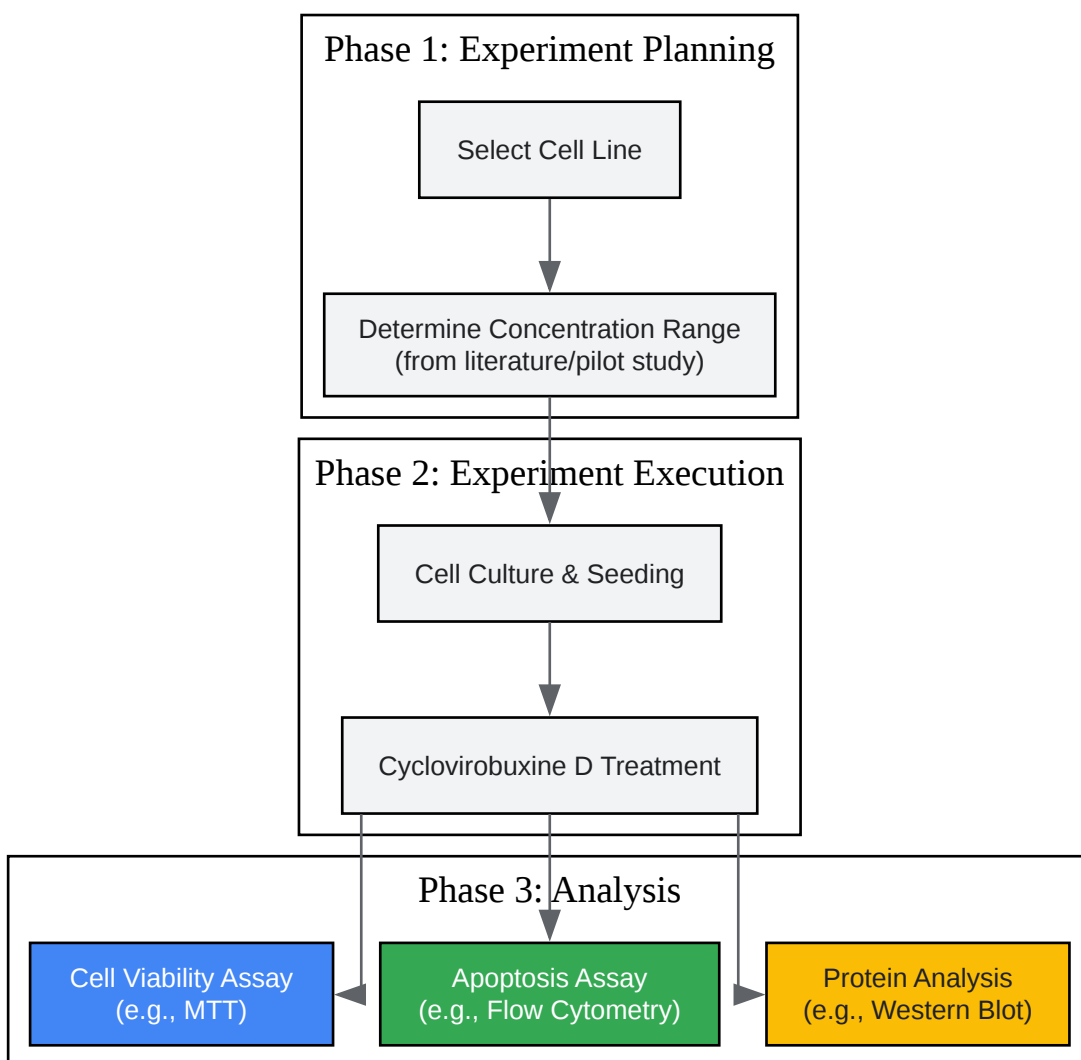 Phase 1: Experiment Planning
Select Cell Line
Determine Concentration Range
(from literature/pilot study)
Phase 2: Experiment Execution
Cell Culture & Seeding
Cyclovirobuxine D Treatment
Phase 3: Analysis
Cell Viability Assay
(e.g., MTT)
Apoptosis Assay
(e.g., Flow Cytometry)
Protein Analysis
(e.g., Western Blot)